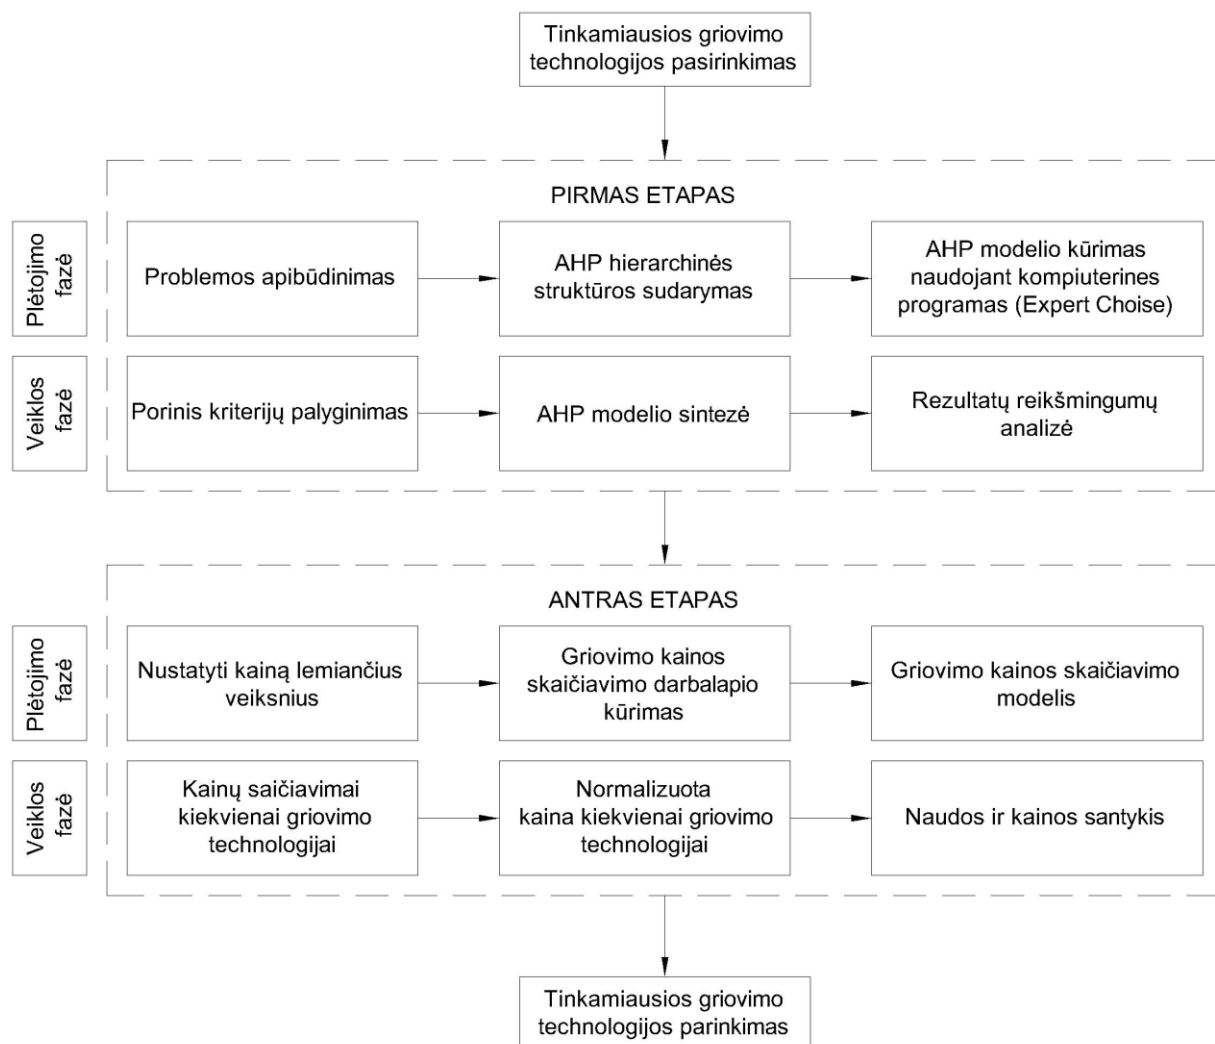 Tinkamiausios griovimo
technologijos pasirinkimas
PIRMAS ETAPAS
Plėtojimo
fazė
Problemos apibūdinimas
AHP hierarchinės
struktūros sudarymas
AHP modelio kūrimas
naudojant kompiuterines
programas (Expert Choise)
Veiklos
fazė
Porinis kriterijų palyginimas
AHP modelio sintezė
Rezultatų reikšmingumų
analizė
ANTRAS ETAPAS
Plėtojimo
fazė
Nustatyti kainą lemiančius
veiksnius
Griovimo kainos
skaičiavimo darbalapio
kūrimas
Griovimo kainos skaičiavimo
modelis
Veiklos
fazė
Kainų saičiavimai
kiekvienai griovimo
technologijai
Normalizuota
kaina kiekvienai griovimo
technologijai
Naudos ir kainos santykis
Tinkamiausios griovimo
technologijos parinkimas